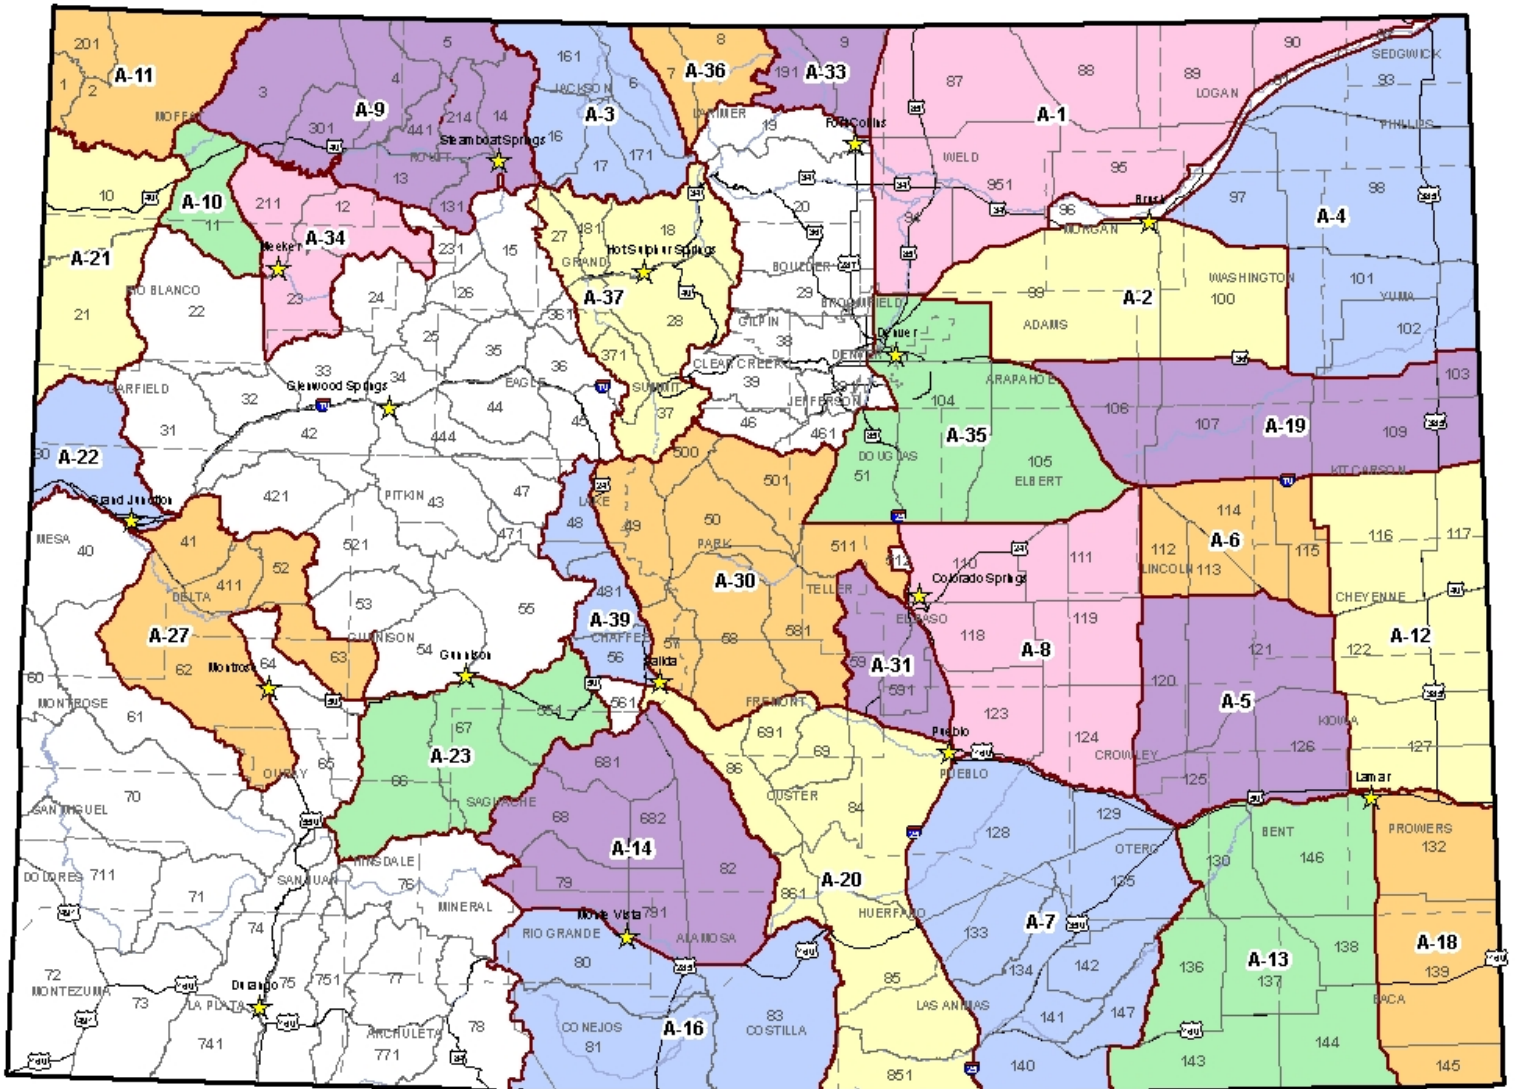 201
1
2
A-11
MOFFAT
3
4
5
A-9
301
441
214
14
Steamboat Springs
ROUTT
13
131
161
JACKSON
6
A-3
16
17
171
7
8
A-36
LARIMER
191
9
A-33
19
Fort Collins
87
88
89
90
A-1
LOGAN
WELD
951
95
94
96
Brush
MORGAN
SEDGWICK
93
PHILLIPS
97
98
A-4
10
A-10
11
211
12
A-34
Meeker
23
231
15
27
181
18
GRAND
Hot Sulphur Springs
A-37
28
371
SUMMIT
37
20
BOULDER
29
BROOMFIELD
GILPIN
38
CLEAR CREEK
39
JEFFERSON
46
461
Denver
DENVER
99
A-2
ADAMS
WASHINGTON
100
101
YUMA
102
A-21
21
RIO BLANCO
22
24
26
25
361
35
36
33
34
Glenwood Springs
EAGLE
GARFIELD
32
31
42
44
444
45
30
A-22
Grand Junction
421
PITKIN
43
47
471
521
MESA
40
41
411
52
DELTA
A-27
62
63
64
Montrose
53
54
55
GUNNISON
Gunnison
LAKE
48
481
A-39
CHAFFEE
56
561
Salida
49
500
501
50
PARK
A-30
57
58
581
511
512
TELLER
ARAPAHOE
104
A-35
DOUGLAS
51
105
ELBERT
106
107
A-19
109
103
KIT CARSON
110
111
Colorado Springs
EL PASO
118
119
A-8
123
124
CROWLEY
112
114
A-6
115
LINCOLN
113
116
117
CHEYENNE
A-12
122
127
120
121
A-5
KIOWA
126
125
59
A-31
591
FREMONT
Pueblo
PUEBLO
60
MONTROSE
61
SAN MIGUEL
70
OURAY
65
A-23
66
67
551
SAGUACHE
681
68
682
A-14
79
82
791
Monte Vista
ALAMOSA
RIO GRANDE
80
691
69
86
CUSTER
84
861
A-20
HUERFANO
85
LAS ANIMAS
851
128
129
OTERO
135
A-7
133
134
142
141
147
140
Lamar
BENT
130
146
136
A-13
137
138
143
144
PROWERS
132
A-18
139
BACA
145
DOLORES
711
71
HINSDALE
SAN JUAN
76
MINERAL
74
72
MONTEZUMA
73
Durango
LA PLATA
75
751
77
741
ARCHULETA
771
78
CONEJOS
81
A-16
83
COSTILLA